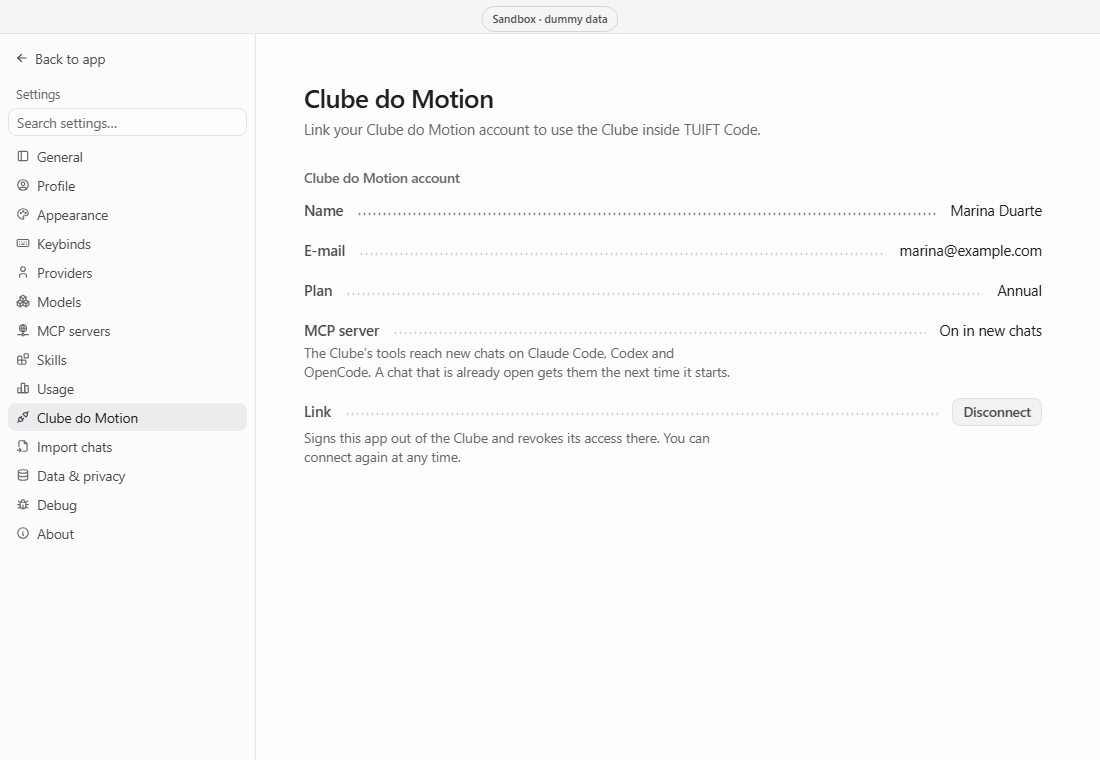 Sandbox · dummy data
Back to app
Settings
Search settings...
General
Profile
Appearance
Keybinds
Providers
Models
MCP servers
Skills
Usage
Clube do Motion
Import chats
Data & privacy
Debug
About
Clube do Motion
Link your Clube do Motion account to use the Clube inside TUIFT Code.
Clube do Motion account
Name Marina Duarte
E-mail marina@example.com
Plan Annual
MCP server On in new chats
The Clube's tools reach new chats on Claude Code, Codex and
OpenCode. A chat that is already open gets them the next time it starts.
Link Disconnect
Signs this app out of the Clube and revokes its access there. You can
connect again at any time.